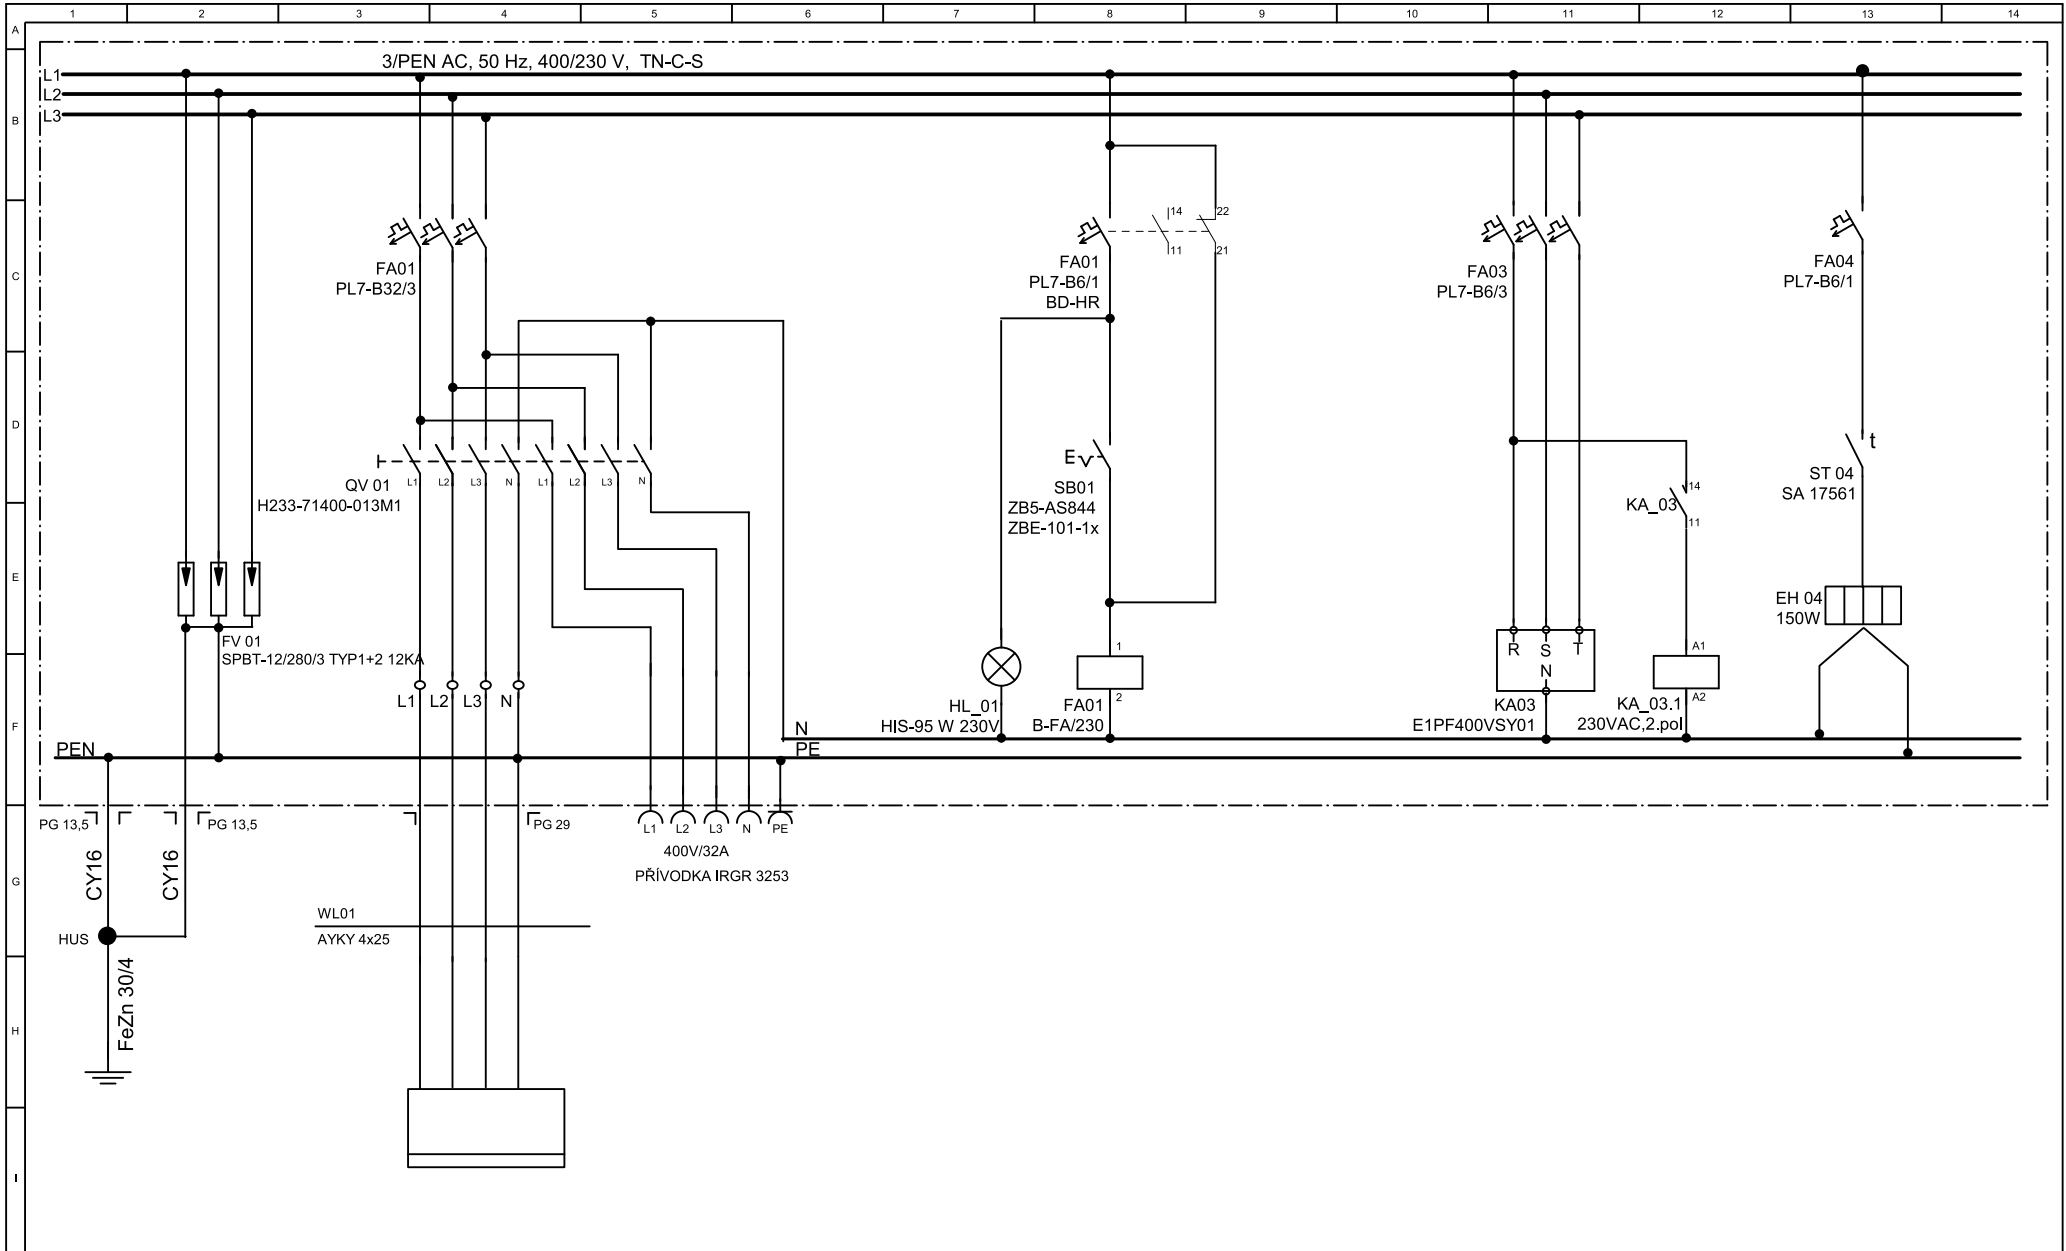 1 2 3 4 5 6 7 8 9 10 11 12 13 14
A
3/PEN AC, 50 Hz, 400/230 V, TN-C-S
L1
L2
B
L3
14 22
11 21
C
FA01
PL7-B32/3
FA01
PL7-B6/1
BD-HR
FA03
PL7-B6/3
FA04
PL7-B6/1
D
t
QV 01
H233-71400-013M1
L1 L2 L3 N L1 L2 L3 N
E
SB01
ZB5-AS844
ZBE-101-1x
KA_03
14
11
ST 04
SA 17561
E
EH 04
150W
FV 01
SPBT-12/280/3 TYP1+2 12KA
R S T
N
1
2
A1
A2
L1 L2 L3 N
F
HL_01
HIS-95 W 230V
FA01
B-FA/230
KA03
E1PF400VSY01
KA_03.1
230VAC,2.pol
N
PEN
PE
PG 13,5
PG 13,5
PG 29
L1 L2 L3 N PE
400V/32A
PŘÍVODKA IRGR 3253
G
CY16
CY16
WL01
AYKY 4x25
HUS
FeZn 30/4
H
I